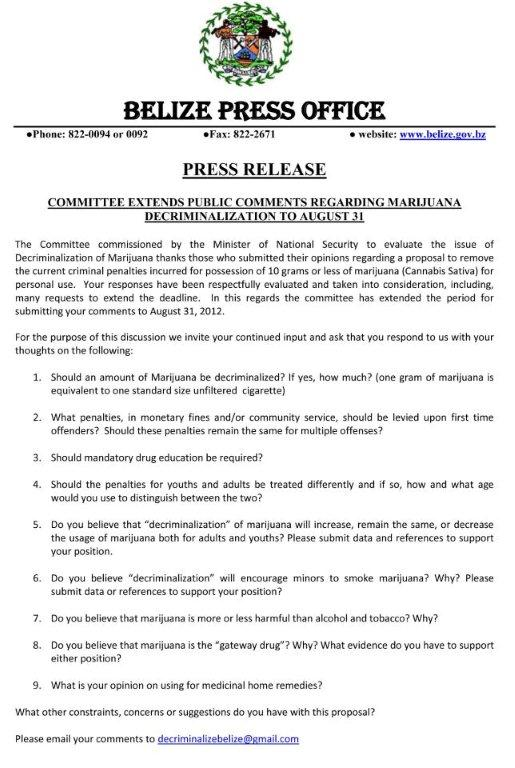 BELIZE PRESS OFFICE
●Phone: 822-0094 or 0092 ●Fax: 822-2671 ● website: www.belize.gov.bz
PRESS RELEASE
COMMITTEE EXTENDS PUBLIC COMMENTS REGARDING MARIJUANA
DECRIMINALIZATION TO AUGUST 31
The Committee commissioned by the Minister of National Security to evaluate the issue of
Decriminalization of Marijuana thanks those who submitted their opinions regarding a proposal to remove
the current criminal penalties incurred for possession of 10 grams or less of marijuana (Cannabis Sativa) for
personal use. Your responses have been respectfully evaluated and taken into consideration, including,
many requests to extend the deadline. In this regards the committee has extended the period for
submitting your comments to August 31, 2012.
For the purpose of this discussion we invite your continued input and ask that you respond to us with your
thoughts on the following:
1. Should an amount of Marijuana be decriminalized? If yes, how much? (one gram of marijuana is
equivalent to one standard size unfiltered cigarette)
2. What penalties, in monetary fines and/or community service, should be levied upon first time
offenders? Should these penalties remain the same for multiple offenses?
3. Should mandatory drug education be required?
4. Should the penalties for youths and adults be treated differently and if so, how and what age
would you use to distinguish between the two?
5. Do you believe that “decriminalization” of marijuana will increase, remain the same, or decrease
the usage of marijuana both for adults and youths? Please submit data and references to support
your position.
6. Do you believe “decriminalization” will encourage minors to smoke marijuana? Why? Please
submit data or references to support your position?
7. Do you believe that marijuana is more or less harmful than alcohol and tobacco? Why?
8. Do you believe that marijuana is the “gateway drug”? Why? What evidence do you have to support
either position?
9. What is your opinion on using for medicinal home remedies?
What other constraints, concerns or suggestions do you have with this proposal?
Please email your comments to decriminalizebelize@gmail.com